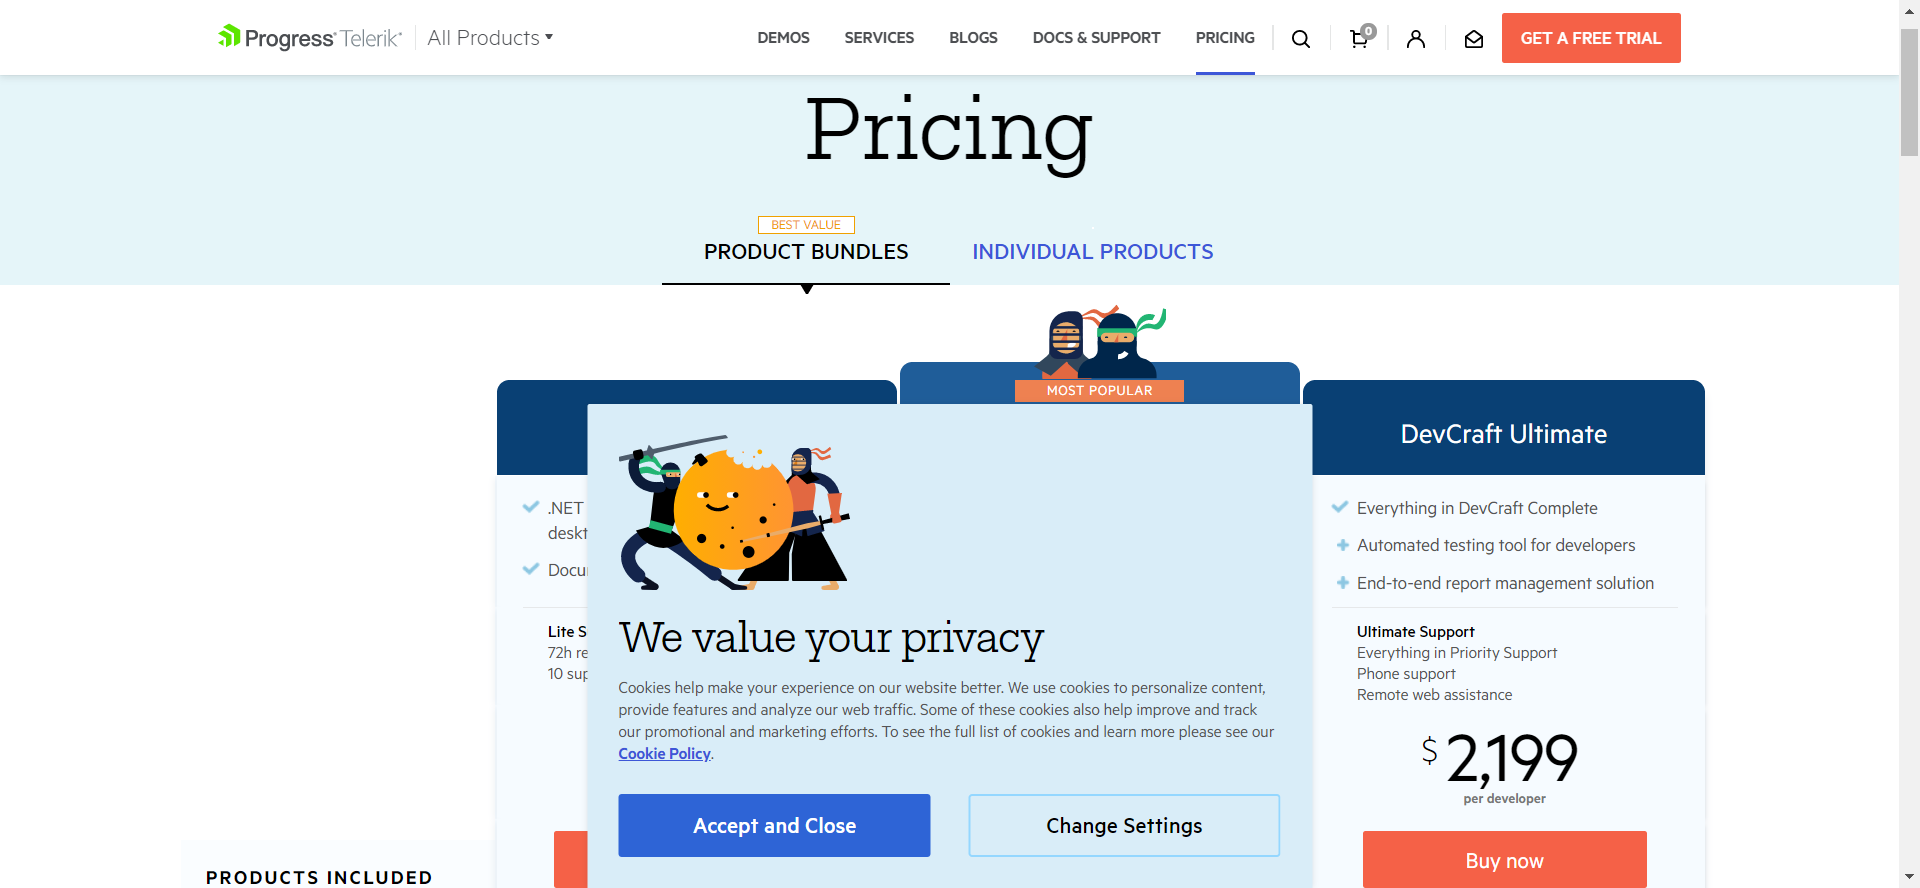 Progress Telerik
All Products
DEMOS
SERVICES
BLOGS
DOCS & SUPPORT
PRICING
0
GET A FREE TRIAL
Pricing
BEST VALUE
PRODUCT BUNDLES
INDIVIDUAL PRODUCTS
MOST POPULAR
DevCraft Ultimate
.NET
deskt
Docu
Lite S
72h re
10 sup
We value your privacy
Cookies help make your experience on our website better. We use cookies to personalize content,
provide features and analyze our web traffic. Some of these cookies also help improve and track
our promotional and marketing efforts. To see the full list of cookies and learn more please see our
Cookie Policy.
Accept and Close
Change Settings
Everything in DevCraft Complete
Automated testing tool for developers
End-to-end report management solution
Ultimate Support
Everything in Priority Support
Phone support
Remote web assistance
$ 2,199
per developer
Buy now
PRODUCTS INCLUDED